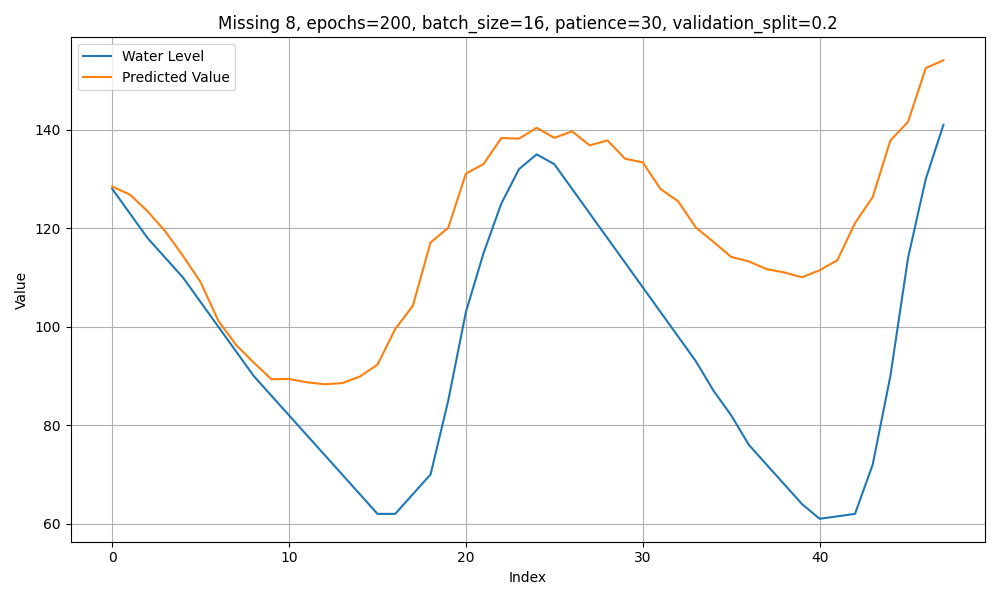 Missing 8, epochs=200, batch_size=16, patience=30, validation_split=0.2
Water Level
Predicted Value
Value
140
120
100
80
60
0
10
20
30
40
Index